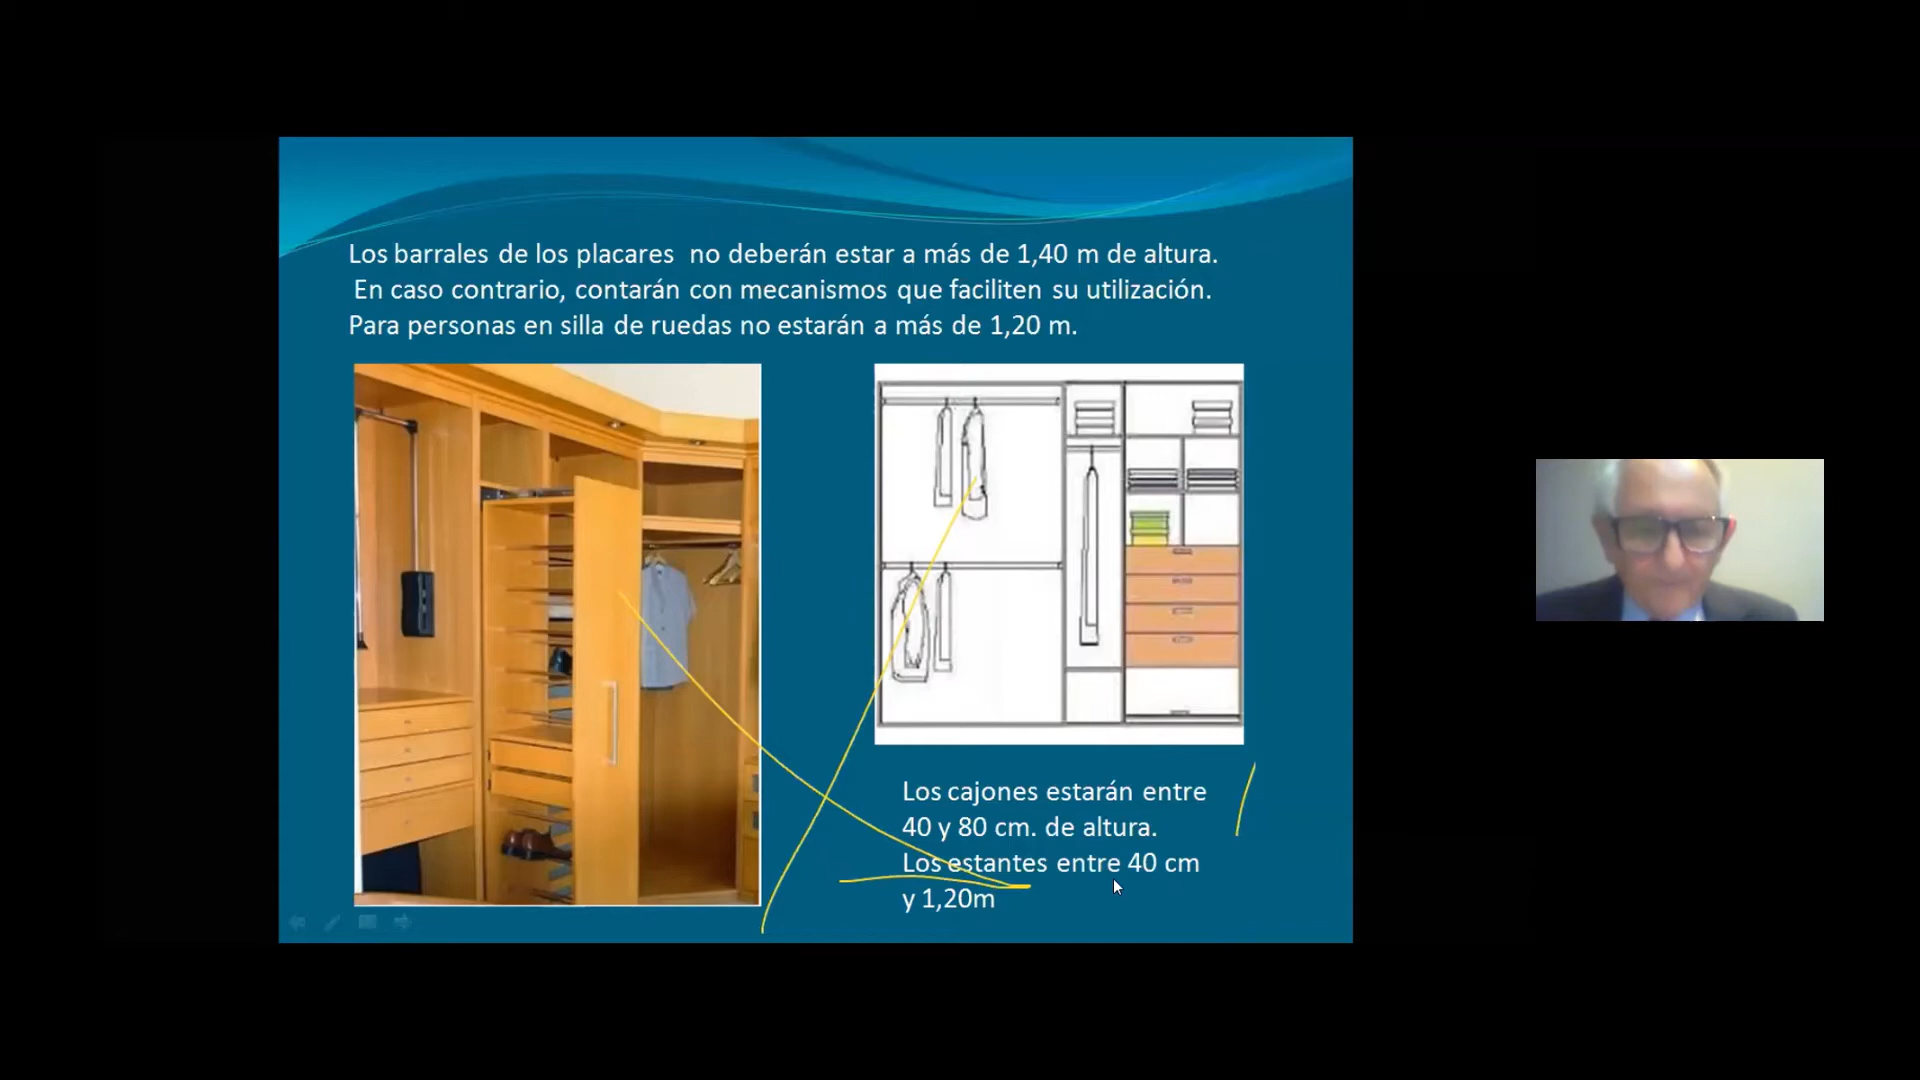 Los barrales de los placares no deberán estar a más de 1,40 m de altura.
En caso contrario, contarán con mecanismos que faciliten su utilización.
Para personas en silla de ruedas no estarán a más de 1,20 m.
Los cajones estarán entre
40 y 80 cm. de altura.
Los estantes entre 40 cm
y 1,20m